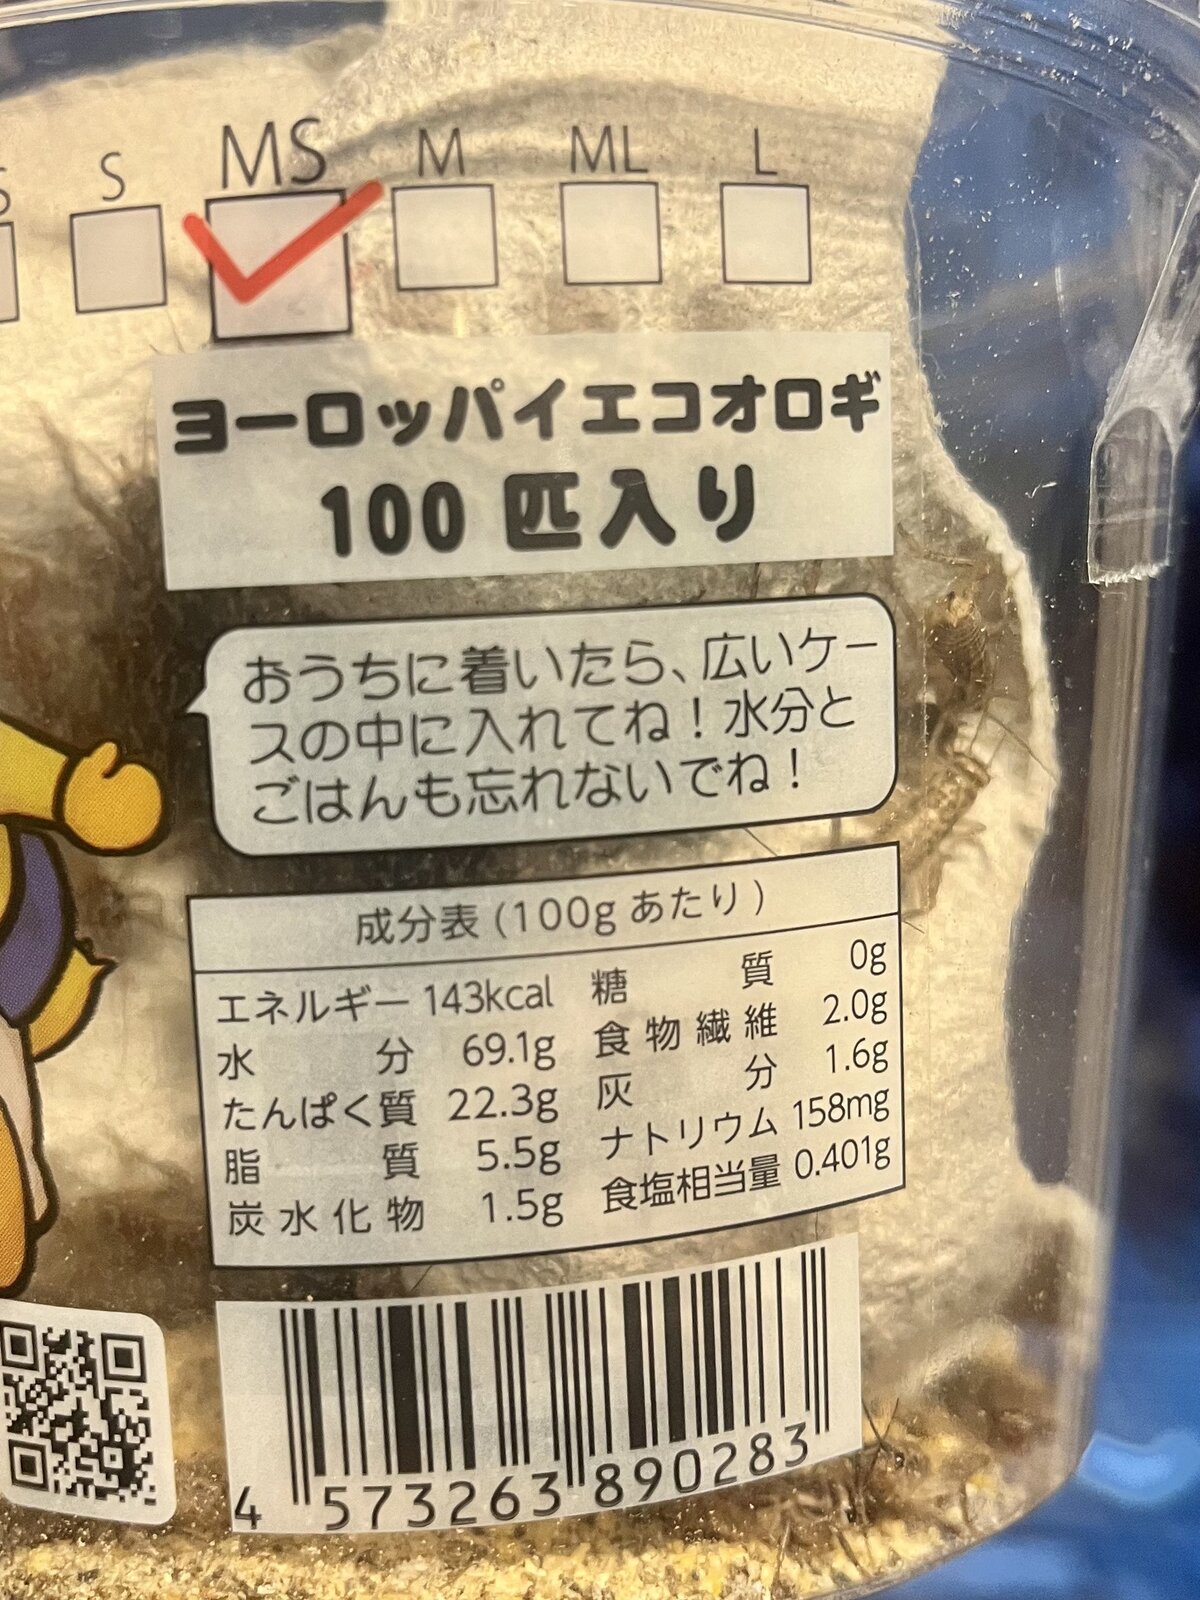 S
S
MS
M
ML
L
ヨーロッパイエコオロギ
100 匹入り
おうちに着いたら、広いケー
スの中に入れてね！水分と
ごはんも忘れないでね！
成分表(100gあたり)
エネルギー 143kcal
水分 69.1g
たんぱく質 22.3g
脂質 5.5g
炭水化物 1.5g
糖質 0g
食物繊維 2.0g
灰分 1.6g
ナトリウム 158mg
食塩相当量 0.401g
4 573263 890283